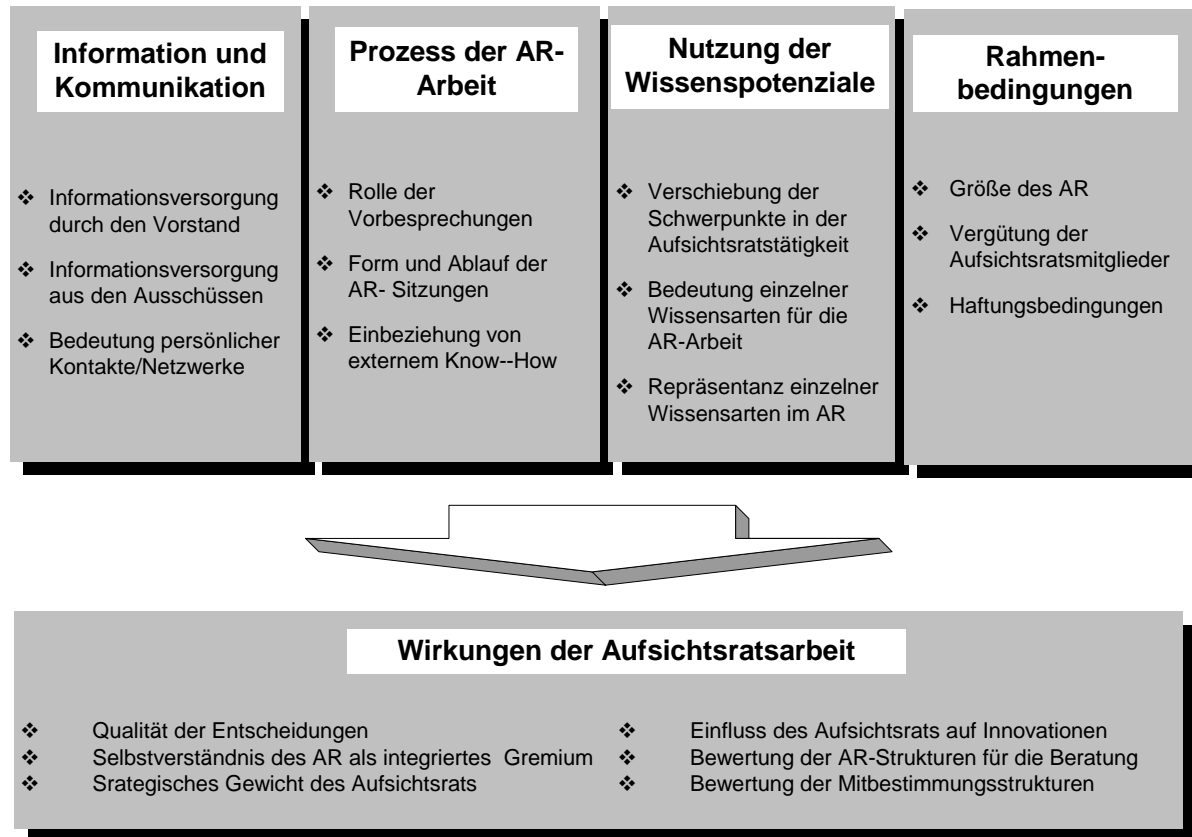 Information und
Kommunikation
❖ Informationsversorgung
durch den Vorstand
❖ Informationsversorgung
aus den Ausschüssen
❖ Bedeutung persönlicher
Kontakte/Netzwerke
Prozess der AR-
Arbeit
❖ Rolle der
Vorbesprechungen
❖ Form und Ablauf der
AR- Sitzungen
❖ Einbeziehung von
externem Know--How
Nutzung der
Wissenspotenziale
❖ Verschiebung der
Schwerpunkte in der
Aufsichtsratstätigkeit
❖ Bedeutung einzelner
Wissensarten für die
AR-Arbeit
❖ Repräsentanz einzelner
Wissensarten im AR
Rahmen-
bedingungen
❖ Größe des AR
❖ Vergütung der
Aufsichtsratsmitglieder
❖ Haftungsbedingungen
Wirkungen der Aufsichtsratsarbeit
❖ Qualität der Entscheidungen
❖ Selbstverständnis des AR als integriertes Gremium
❖ Srategisches Gewicht des Aufsichtsrats
❖ Einfluss des Aufsichtsrats auf Innovationen
❖ Bewertung der AR-Strukturen für die Beratung
❖ Bewertung der Mitbestimmungsstrukturen